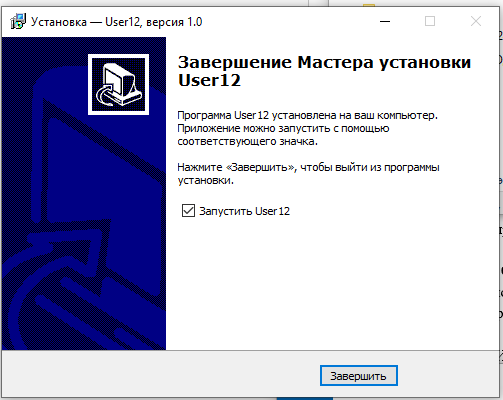 Установка — User12, версия 1.0
Завершение Мастера установки
User12
Программа User12 установлена на ваш компьютер.
Приложение можно запустить с помощью
соответствующего значка.
Нажмите «Завершить», чтобы выйти из программы
установки.
Запустить User12
Завершить